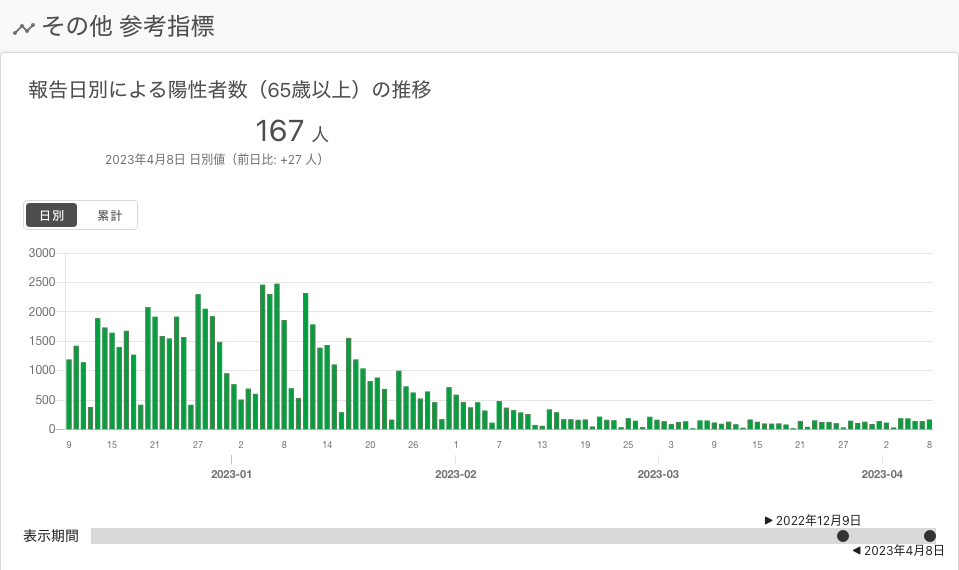 その他 参考指標
報告日別による陽性者数（65歳以上）の推移
167 人
2023年4月8日 日別値（前日比: +27 人）
日別 累計
3000
2500
2000
1500
1000
500
0
9 15 21 27 2 8 14 20 26 1 7 13 19 25 3 9 15 21 27 2 8
2023-01 2023-02 2023-03 2023-04
▶ 2022年12月9日
表示期間
◀ 2023年4月8日